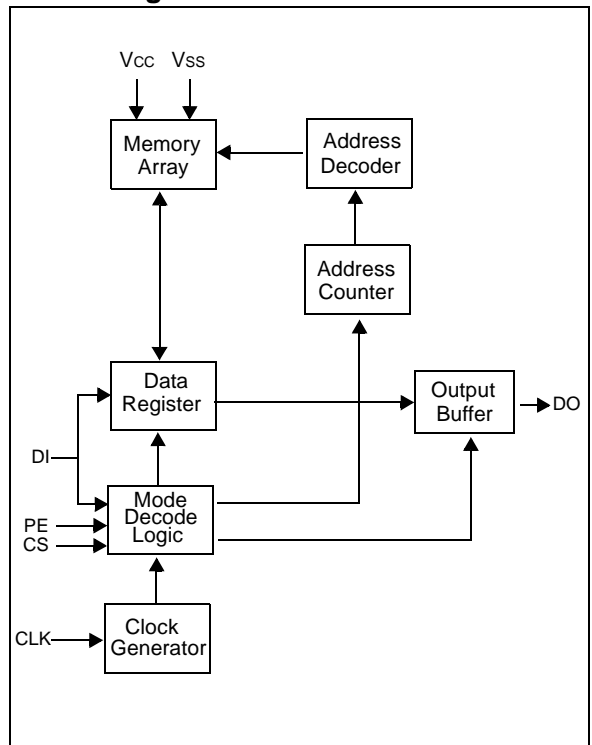 Vcc Vss
Memory
Array
Address
Decoder
Address
Counter
Data
Register
Output
Buffer
DO
DI
Mode
Decode
Logic
PE
CS
CLK
Clock
Generator